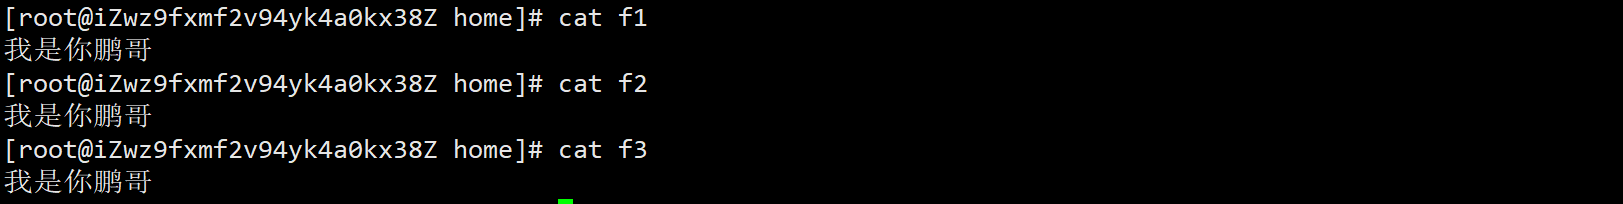 [root@iZwz9fxmf2v94yk4a0kx38Z home]# cat f1
我是你鹏哥
[root@iZwz9fxmf2v94yk4a0kx38Z home]# cat f2
我是你鹏哥
[root@iZwz9fxmf2v94yk4a0kx38Z home]# cat f3
我是你鹏哥